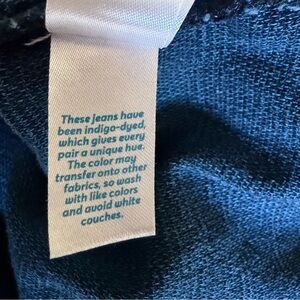 These jeans have
been indigo-dyed,
which gives every
pair a unique hue.
The color may
transfer onto other
fabrics, so wash
with like colors
and avoid white
couches.